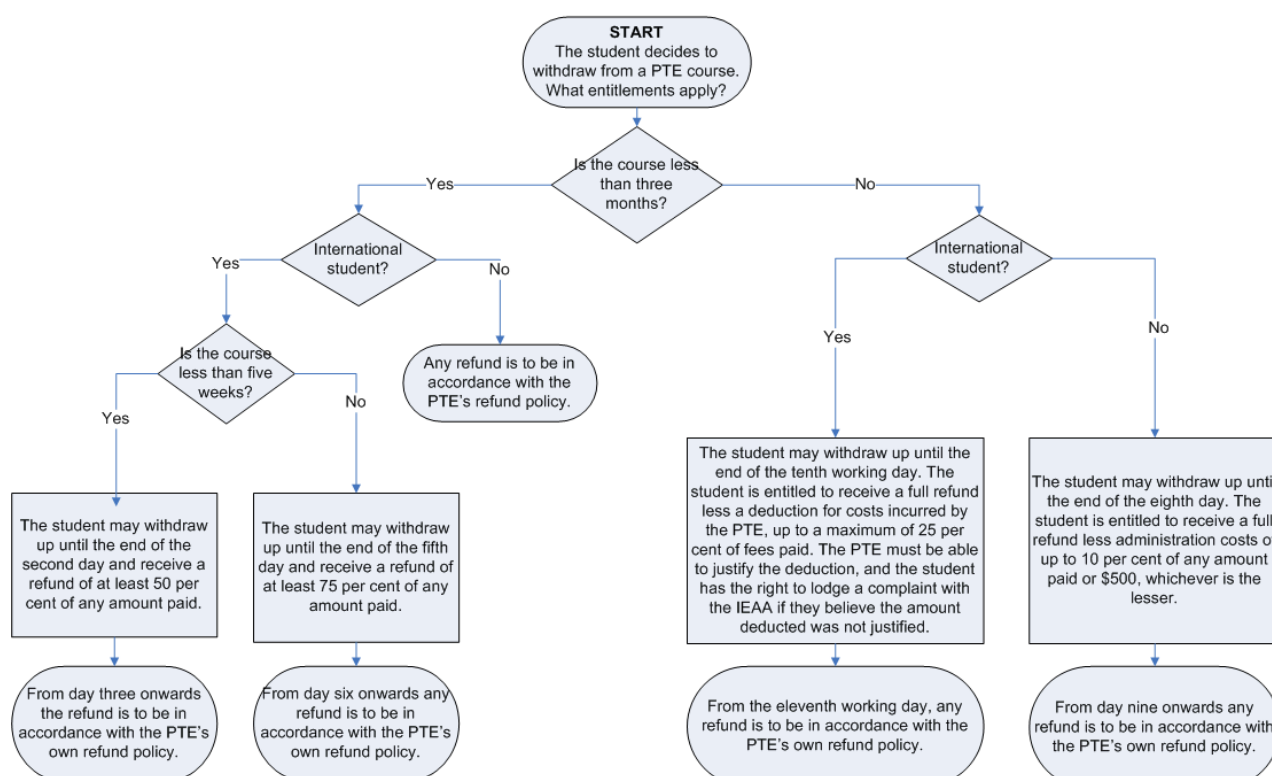 START
The student decides to
withdraw from a PTE course.
What entitlements apply?
Is the course less
than three
months?
Yes
No
International
student?
International
student?
Yes
No
Yes
No
Is the course
less than five
weeks?
Any refund is to be in
accordance with the
PTE's refund policy.
Yes
No
The student may withdraw
up until the end of the
second day and receive a
refund of at least 50 per
cent of any amount paid.
The student may withdraw
up until the end of the fifth
day and receive a refund of
at least 75 per cent of any
amount paid.
The student may withdraw up until the
end of the tenth working day. The
student is entitled to receive a full refund
less a deduction for costs incurred by
the PTE, up to a maximum of 25 per
cent of fees paid. The PTE must be able
to justify the deduction, and the student
has the right to lodge a complaint with
the IEAA if they believe the amount
deducted was not justified.
The student may withdraw up until
the end of the eighth day. The
student is entitled to receive a full
refund less administration costs of
up to 10 per cent of any amount
paid or $500, whichever is the
lesser.
From day three onwards
the refund is to be in
accordance with the PTE's
own refund policy.
From day six onwards any
refund is to be in
accordance with the PTE's
own refund policy.
From the eleventh working day, any
refund is to be in accordance with the
PTE's own refund policy.
From day nine onwards any
refund is to be in accordance with
the PTE's own refund policy.